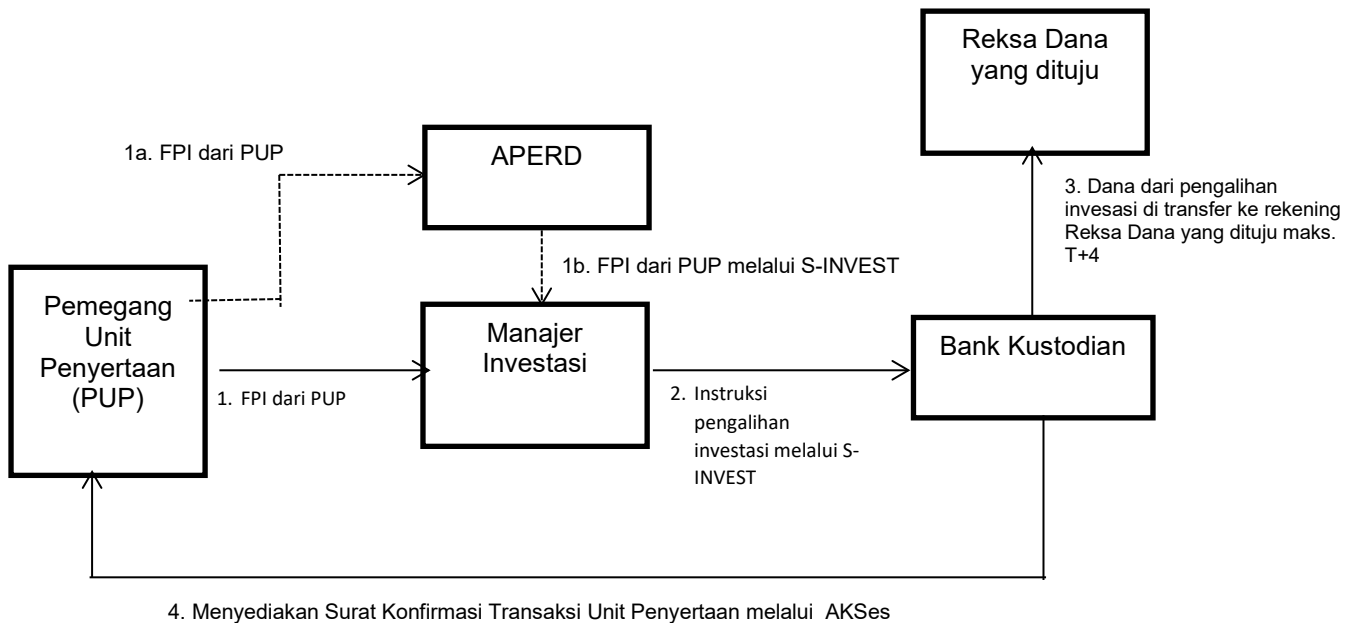 Reksa Dana
yang dituju
1a. FPI dari PUP
APERD
3. Dana dari pengalihan
invesasi di transfer ke rekening
Reksa Dana yang dituju maks.
T+4
1b. FPI dari PUP melalui S-INVEST
Pemegang
Unit
Penyertaan
(PUP)
Manajer
Investasi
Bank Kustodian
1. FPI dari PUP
2. Instruksi
pengalihan
investasi melalui S-
INVEST
4. Menyediakan Surat Konfirmasi Transaksi Unit Penyertaan melalui AKSes